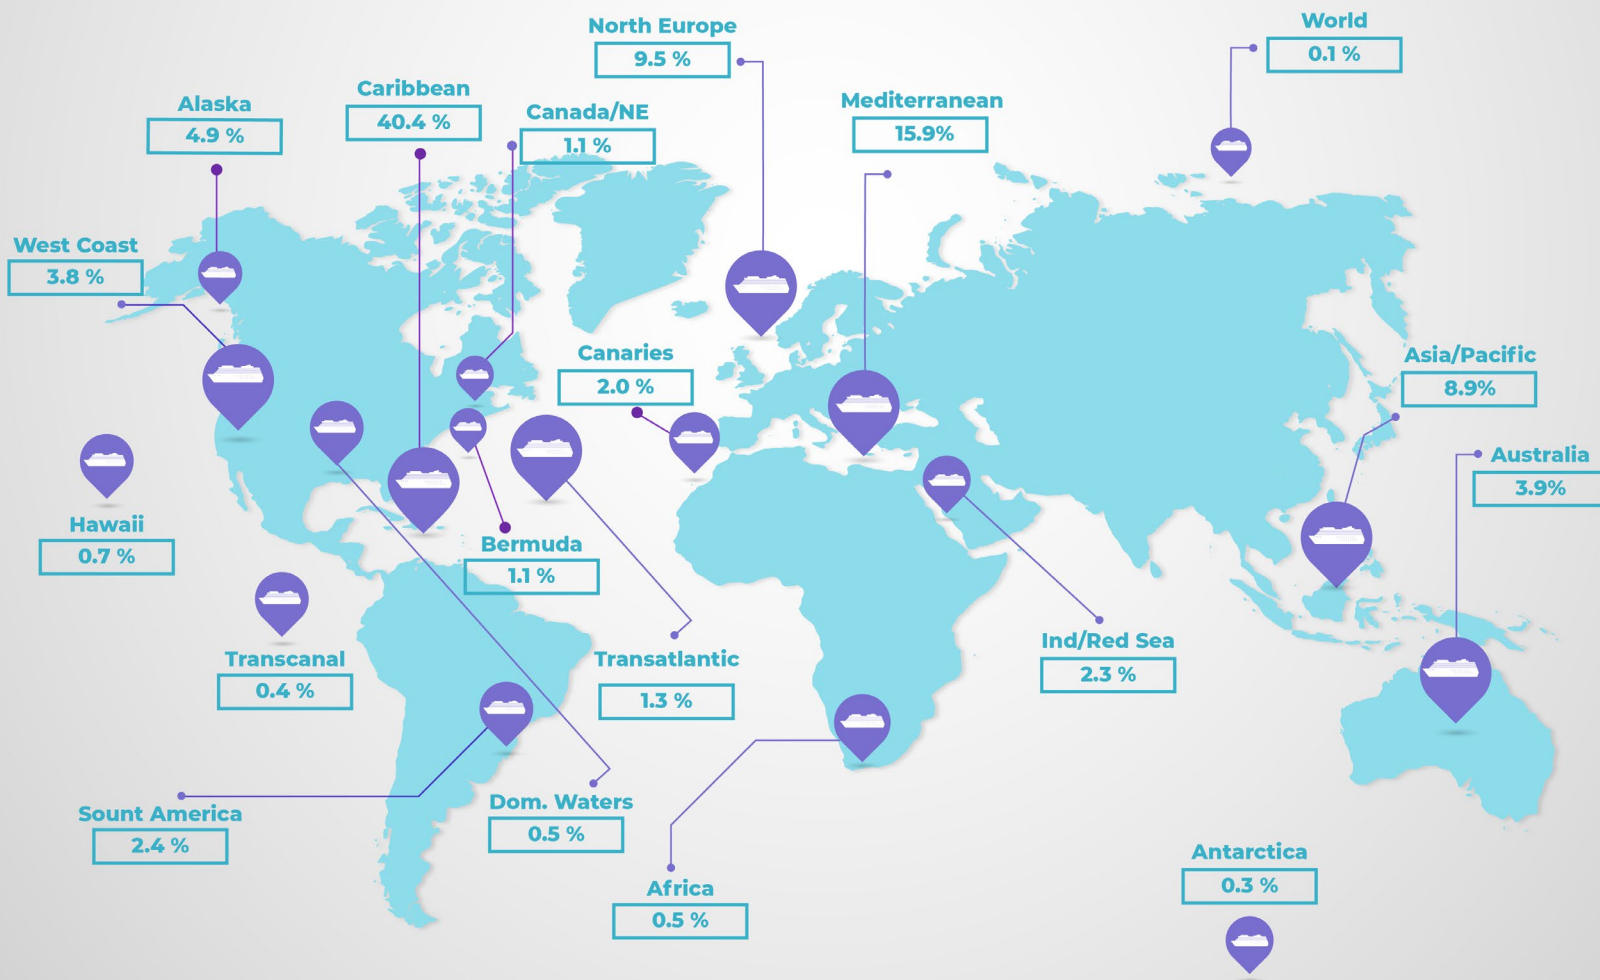 World
0.1 %
North Europe
9.5 %
Caribbean
40.4 %
Alaska
4.9 %
Canada/NE
1.1 %
Mediterranean
15.9%
West Coast
3.8 %
Canaries
2.0 %
Asia/Pacific
8.9%
Australia
3.9%
Hawaii
0.7 %
Bermuda
1.1 %
Transcanal
0.4 %
Transatlantic
1.3 %
Ind/Red Sea
2.3 %
Sount America
2.4 %
Dom. Waters
0.5 %
Africa
0.5 %
Antarctica
0.3 %